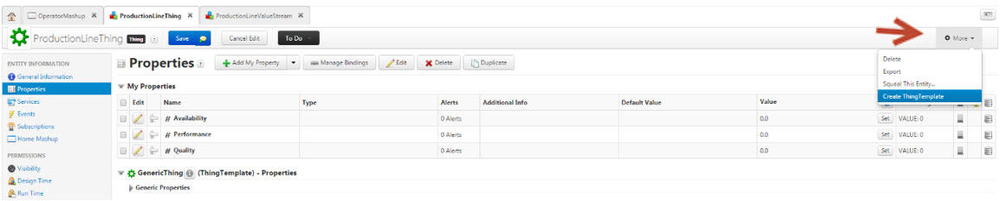 OperatorMashup ProductionLineThing ProductionLineValueStream
ProductionLineThing Thing Save Cancel Edit To Do More
Delete
Export
Squeal This Entity...
Create ThingTemplate
ENTITY INFORMATION
General Information
Properties
Services
Events
Subscriptions
Home Mashup
PERMISSIONS
Visibility
Design Time
Run Time
Properties Add My Property Manage Bindings Edit Delete Duplicate
My Properties
Edit Name Type Alerts Additional Info Default Value Value
# Availability 0 Alerts 0.0 Set VALUE: 0
# Performance 0 Alerts 0.0 Set VALUE: 0
# Quality 0 Alerts 0.0 Set VALUE: 0
GenericThing (ThingTemplate) - Properties
Generic Properties